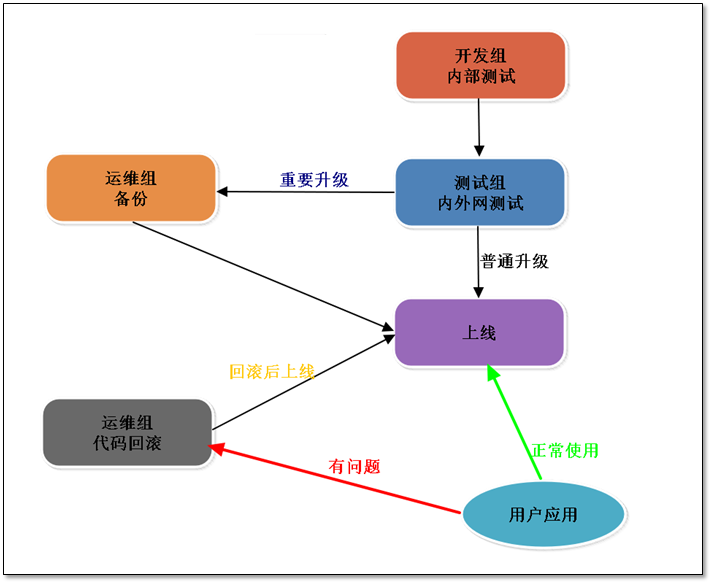 开发组
内部测试
运维组
备份
重要升级
测试组
内外网测试
普通升级
上线
回滚后上线
运维组
代码回滚
有问题
正常使用
用户应用